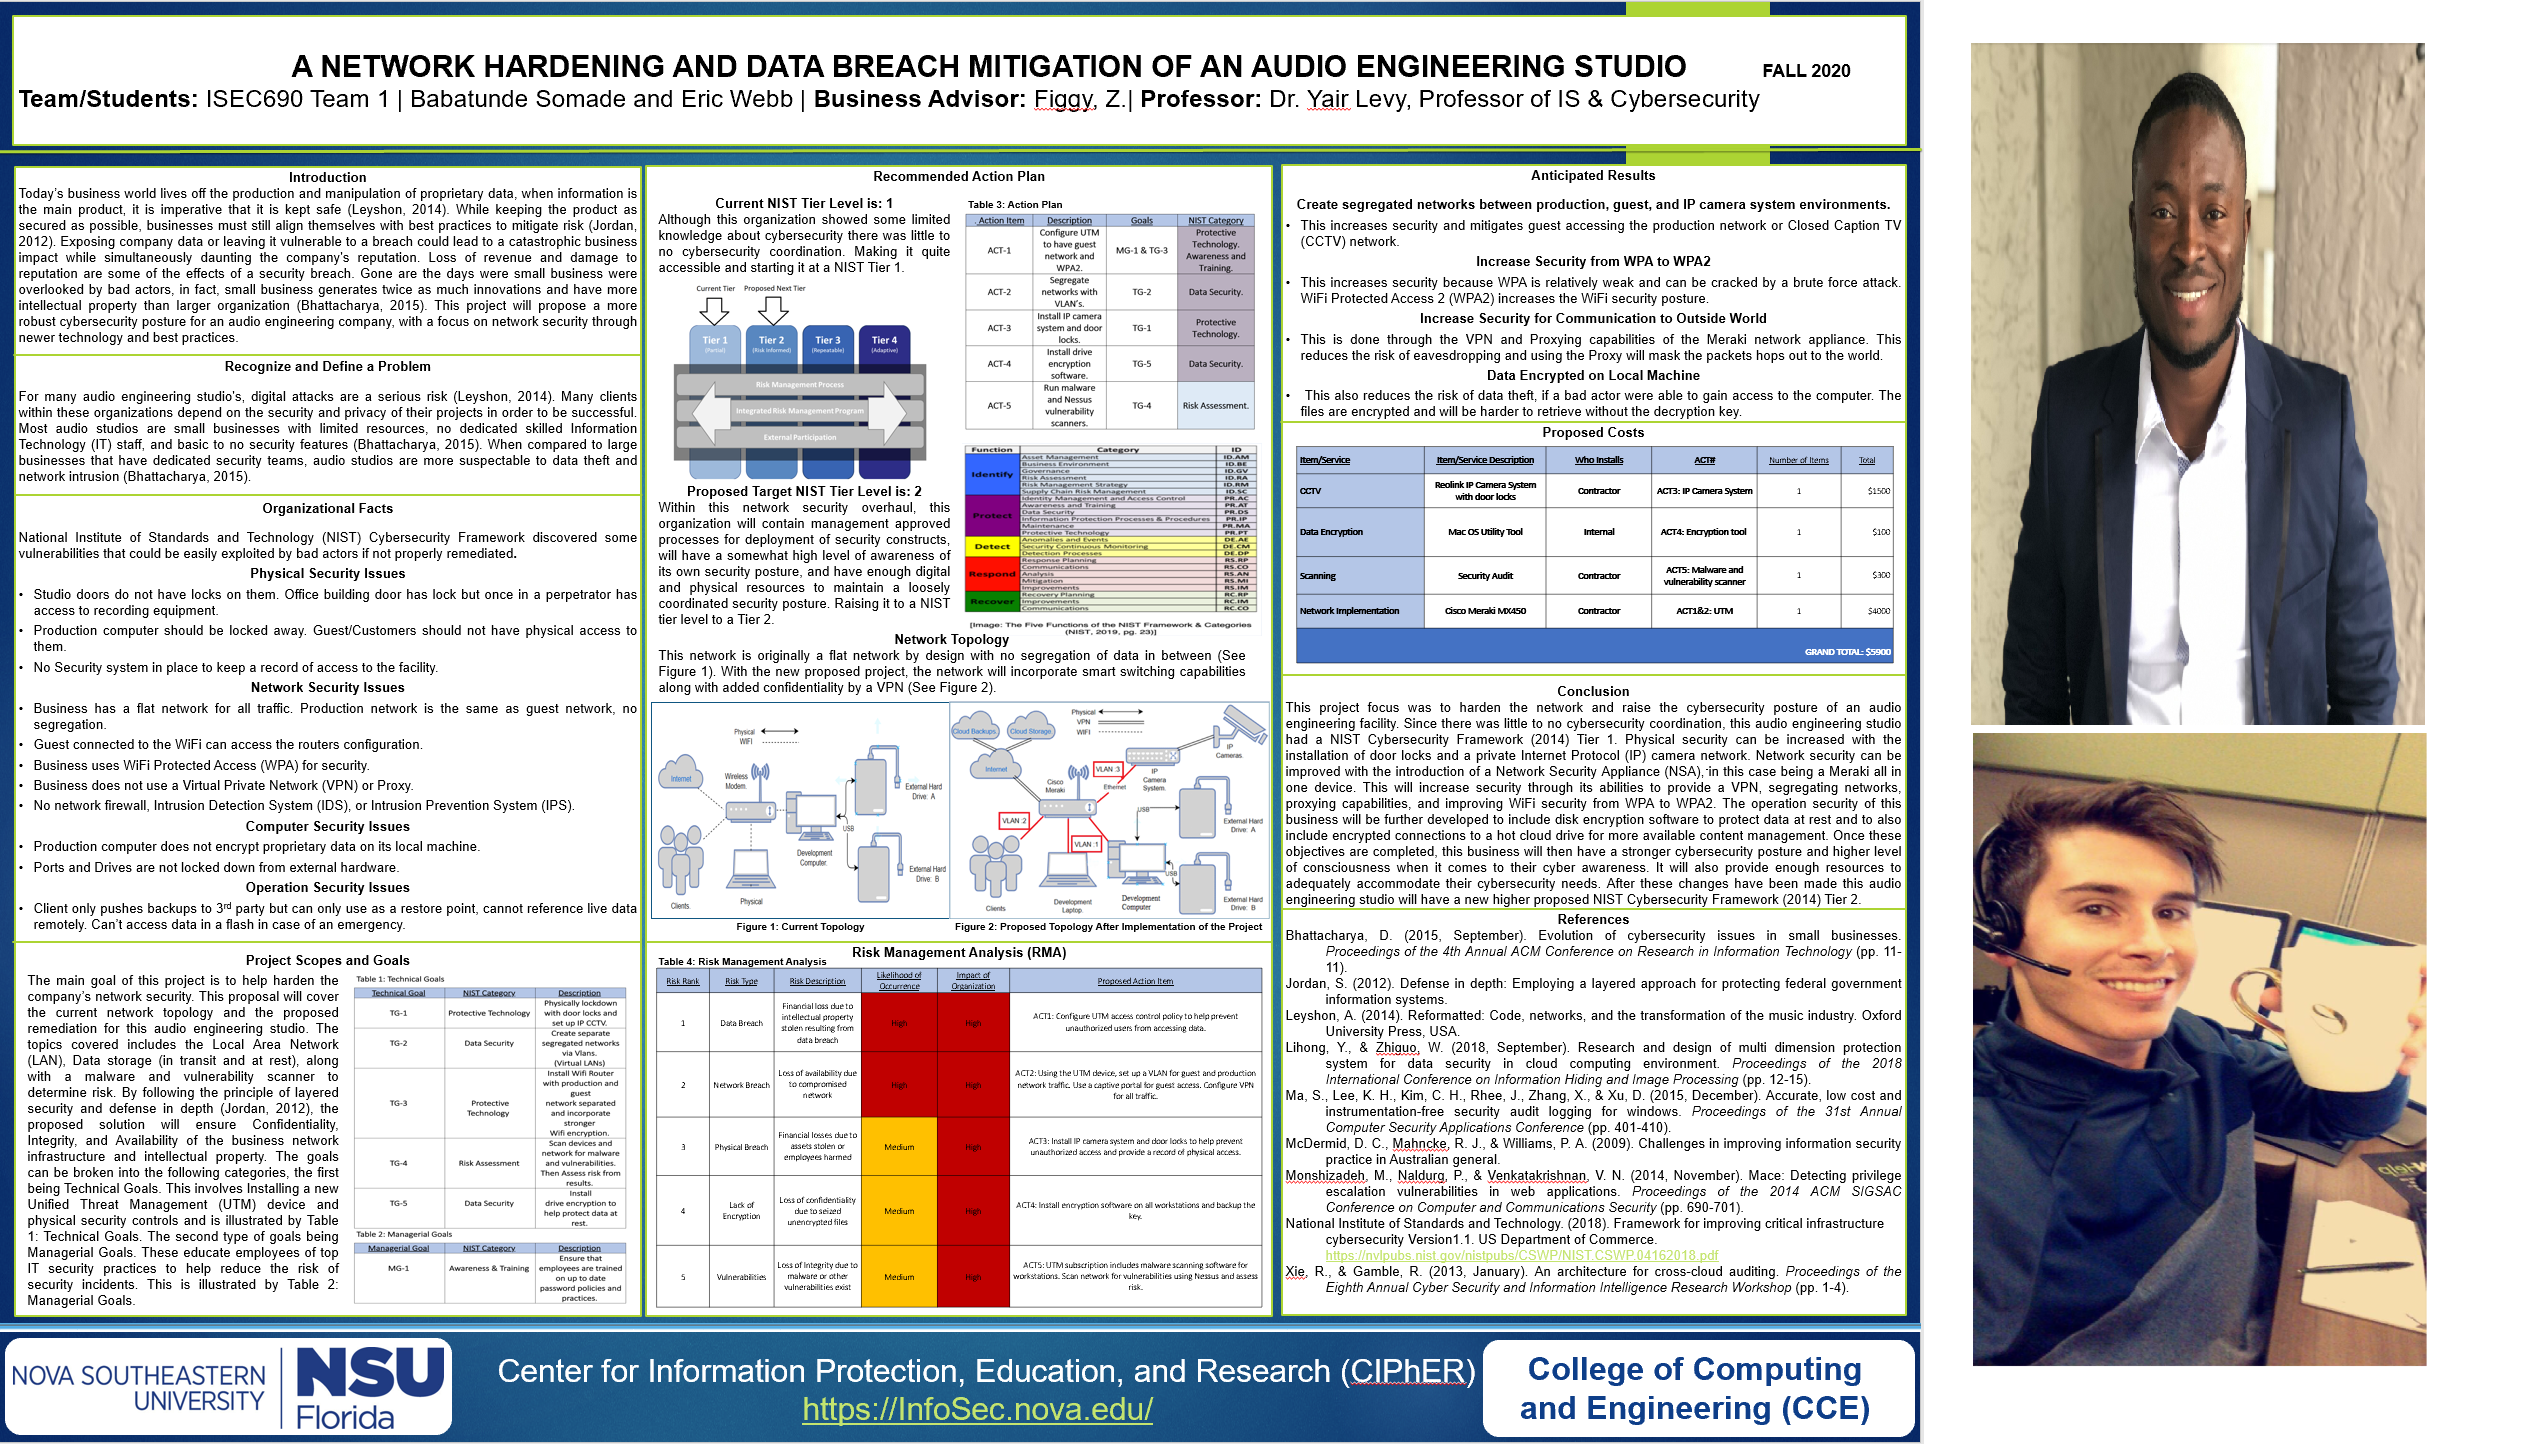 A NETWORK HARDENING AND DATA BREACH MITIGATION OF AN AUDIO ENGINEERING STUDIO FALL 2020
Team/Students: ISEC690 Team 1 | Babatunde Somade and Eric Webb | Business Advisor: Figgy, Z.| Professor: Dr. Yair Levy, Professor of IS & Cybersecurity
Introduction
Today's business world lives off the production and manipulation of proprietary data, when information is
the main product, it is imperative that it is kept safe (Leyshon, 2014). While keeping the product as
secured as possible, businesses must still align themselves with best practices to mitigate risk (Jordan,
2012). Exposing company data or leaving it vulnerable to a breach could lead to a catastrophic business
impact while simultaneously daunting the company's reputation. Loss of revenue and damage to
reputation are some of the effects of a security breach. Gone are the days were small business were
overlooked by bad actors, in fact, small business generates twice as much innovations and have more
intellectual property than larger organization (Bhattacharya, 2015). This project will propose a more
robust cybersecurity posture for an audio engineering company, with a focus on network security through
newer technology and best practices.
Recognize and Define a Problem
For many audio engineering studio's, digital attacks are a serious risk (Leyshon, 2014). Many clients
within these organizations depend on the security and privacy of their projects in order to be successful.
Most audio studios are small businesses with limited resources, no dedicated skilled Information
Technology (IT) staff, and basic to no security features (Bhattacharya, 2015). When compared to large
businesses that have dedicated security teams, audio studios are more suspectable to data theft and
network intrusion (Bhattacharya, 2015).
Organizational Facts
National Institute of Standards and Technology (NIST) Cybersecurity Framework discovered some
vulnerabilities that could be easily exploited by bad actors if not properly remediated.
Physical Security Issues
• Studio doors do not have locks on them. Office building door has lock but once in a perpetrator has
access to recording equipment.
• Production computer should be locked away. Guest/Customers should not have physical access to
them.
• No Security system in place to keep a record of access to the facility.
Network Security Issues
• Business has a flat network for all traffic. Production network is the same as guest network, no
segregation.
• Guest connected to the WiFi can access the routers configuration.
• Business uses WiFi Protected Access (WPA) for security.
• Business does not use a Virtual Private Network (VPN) or Proxy.
• No network firewall, Intrusion Detection System (IDS), or Intrusion Prevention System (IPS).
Computer Security Issues
• Production computer does not encrypt proprietary data on its local machine.
• Ports and Drives are not locked down from external hardware.
Operation Security Issues
• Client only pushes backups to 3rd party but can only use as a restore point, cannot reference live data
remotely. Can't access data in a flash in case of an emergency.
Project Scopes and Goals
The main goal of this project is to help harden the
company's network security. This proposal will cover
the current network topology and the proposed
remediation for this audio engineering studio. The
topics covered includes the Local Area Network
(LAN), Data storage (in transit and at rest), along
with a malware and vulnerability scanner to
determine risk. By following the principle of layered
security and defense in depth (Jordan, 2012), the
proposed solution will ensure Confidentiality,
Integrity, and Availability of the business network
infrastructure and intellectual property. The goals
can be broken into the following categories, the first
being Technical Goals. This involves Installing a new
Unified Threat Management (UTM) device and
physical security controls and is illustrated by Table
1: Technical Goals. The second type of goals being
Managerial Goals. These educate employees of top
IT security practices to help reduce the risk of
security incidents. This is illustrated by Table 2:
Managerial Goals.
Table 1: Technical Goals
Technical Goal NIST Category Description
TG-1 Protective Technology Physically lockdown with door locks and set up IP CCTV.
TG-2 Data Security Create separate segregated networks via Vlans. (Virtual LANs)
TG-3 Protective Technology Install Wifi Router with production and guest network separated and incorporate stronger Wifi encryption.
TG-4 Risk Assessment Scan devices and network for malware and vulnerabilities. Then Assess risk from results.
TG-5 Data Security Install drive encryption to help protect data at rest.
Table 2: Managerial Goals
Managerial Goal NIST Category Description
MG-1 Awareness & Training Ensure that employees are trained on up to date password policies and practices.
Recommended Action Plan
Current NIST Tier Level is: 1
Although this organization showed some limited
knowledge about cybersecurity there was little to
no cybersecurity coordination. Making it quite
accessible and starting it at a NIST Tier 1.
Current Tier Proposed Next Tier
Tier 1 (Partial) Tier 2 (Risk Informed) Tier 3 (Repeatable) Tier 4 (Adaptive)
Risk Management Process
Integrated Risk Management Program
External Participation
Proposed Target NIST Tier Level is: 2
Within this network security overhaul, this
organization will contain management approved
processes for deployment of security constructs,
will have a somewhat high level of awareness of
its own security posture, and have enough digital
and physical resources to maintain a loosely
coordinated security posture. Raising it to a NIST
tier level to a Tier 2.
Table 3: Action Plan
. Action Item Description Goals NIST Category
ACT-1 Configure UTM to have guest network and WPA2. MG-1 & TG-3 Protective Technology. Awareness and Training.
ACT-2 Segregate networks with VLAN's. TG-2 Data Security.
ACT-3 Install IP camera system and door locks. TG-1 Protective Technology.
ACT-4 Install drive encryption software. TG-5 Data Security.
ACT-5 Run malware and Nessus vulnerability scanners. TG-4 Risk Assessment.
Function Category ID
Identify
Asset Management ID.AM
Business Environment ID.BE
Governance ID.GV
Risk Assessment ID.RA
Risk Management Strategy ID.RM
Supply Chain Risk Management ID.SC
Protect
Identity Management and Access Control PR.AC
Awareness and Training PR.AT
Data Security PR.DS
Information Protection Processes & Procedures PR.IP
Maintenance PR.MA
Protective Technology PR.PT
Detect
Anomalies and Events DE.AE
Security Continuous Monitoring DE.CM
Detection Processes DE.DP
Respond
Response Planning RS.RP
Communications RS.CO
Analysis RS.AN
Mitigation RS.MI
Improvements RS.IM
Recover
Recovery Planning RC.RP
Improvements RC.IM
Communications RC.CO
[Image: The Five Functions of the NIST Framework & Categories
(NIST, 2019, pg. 23)]
Network Topology
This network is originally a flat network by design with no segregation of data in between (See
Figure 1). With the new proposed project, the network will incorporate smart switching capabilities
along with added confidentiality by a VPN (See Figure 2).
Physical
WIFI
Internet
Wireless Modem.
External Hard Drive: A
USB
Development Computer.
External Hard Drive: B
Clients.
Physical
Figure 1: Current Topology
Physical
VPN
WIFI
Cloud Backups.
Cloud Storage.
IP Cameras.
Internet
VLAN :3
IP Camera System.
Cisco Meraki
Ethernet
USB
VLAN :2
External Hard Drive: A
VLAN :1
USB
Clients
Development Laptop.
Development Computer
External Hard Drive: B
Figure 2: Proposed Topology After Implementation of the Project
Risk Management Analysis (RMA)
Table 4: Risk Management Analysis
Risk Rank Risk Type Risk Description Likelihood of Occurrence Impact of Organization Proposed Action Item
1 Data Breach Financial loss due to intellectual property stolen resulting from data breach High High ACT1: Configure UTM access control policy to help prevent unauthorized users from accessing data.
2 Network Breach Loss of availability due to compromised network High High ACT2: Using the UTM device, set up a VLAN for guest and production network traffic. Use a captive portal for guest access. Configure VPN for all traffic.
3 Physical Breach Financial losses due to assets stolen or employees harmed Medium High ACT3: Install IP camera system and door locks to help prevent unauthorized access and provide a record of physical access.
4 Lack of Encryption Loss of confidentiality due to seized unencrypted files Medium High ACT4: Install encryption software on all workstations and backup the key.
5 Vulnerabilities Loss of Integrity due to malware or other vulnerabilities exist Medium High ACT5: UTM subscription includes malware scanning software for workstations. Scan network for vulnerabilities using Nessus and assess risk.
Anticipated Results
Create segregated networks between production, guest, and IP camera system environments.
• This increases security and mitigates guest accessing the production network or Closed Caption TV
(CCTV) network.
Increase Security from WPA to WPA2
• This increases security because WPA is relatively weak and can be cracked by a brute force attack.
WiFi Protected Access 2 (WPA2) increases the WiFi security posture.
Increase Security for Communication to Outside World
• This is done through the VPN and Proxying capabilities of the Meraki network appliance. This
reduces the risk of eavesdropping and using the Proxy will mask the packets hops out to the world.
Data Encrypted on Local Machine
• This also reduces the risk of data theft, if a bad actor were able to gain access to the computer. The
files are encrypted and will be harder to retrieve without the decryption key.
Proposed Costs
Item/Service Item/Service Description Who Installs ACT# Number of Items Total
CCTV Reolink IP Camera System with door locks Contractor ACT3: IP Camera System 1 $1500
Data Encryption Mac OS Utility Tool Internal ACT4: Encryption tool 1 $100
Scanning Security Audit Contractor ACT5: Malware and vulnerability scanner 1 $300
Network Implementation Cisco Meraki MX450 Contractor ACT1&2: UTM 1 $4000
GRAND TOTAL: $5900
Conclusion
This project focus was to harden the network and raise the cybersecurity posture of an audio
engineering facility. Since there was little to no cybersecurity coordination, this audio engineering studio
had a NIST Cybersecurity Framework (2014) Tier 1. Physical security can be increased with the
installation of door locks and a private Internet Protocol (IP) camera network. Network security can be
improved with the introduction of a Network Security Appliance (NSA), in this case being a Meraki all in
one device. This will increase security through its abilities to provide a VPN, segregating networks,
proxying capabilities, and improving WiFi security from WPA to WPA2. The operation security of this
business will be further developed to include disk encryption software to protect data at rest and to also
include encrypted connections to a hot cloud drive for more available content management. Once these
objectives are completed, this business will then have a stronger cybersecurity posture and higher level
of consciousness when it comes to their cyber awareness. It will also provide enough resources to
adequately accommodate their cybersecurity needs. After these changes have been made this audio
engineering studio will have a new higher proposed NIST Cybersecurity Framework (2014) Tier 2.
References
Bhattacharya, D. (2015, September). Evolution of cybersecurity issues in small businesses.
Proceedings of the 4th Annual ACM Conference on Research in Information Technology (pp. 11-
11).
Jordan, S. (2012). Defense in depth: Employing a layered approach for protecting federal government
information systems.
Leyshon, A. (2014). Reformatted: Code, networks, and the transformation of the music industry. Oxford
University Press, USA.
Lihong, Y., & Zhiguo, W. (2018, September). Research and design of multi dimension protection
system for data security in cloud computing environment. Proceedings of the 2018
International Conference on Information Hiding and Image Processing (pp. 12-15).
Ma, S., Lee, K. H., Kim, C. H., Rhee, J., Zhang, X., & Xu, D. (2015, December). Accurate, low cost and
instrumentation-free security audit logging for windows. Proceedings of the 31st Annual
Computer Security Applications Conference (pp. 401-410).
McDermid, D. C., Mahncke, R. J., & Williams, P. A. (2009). Challenges in improving information security
practice in Australian general.
Monshizadeh, M., Naldurg, P., & Venkatakrishnan, V. N. (2014, November). Mace: Detecting privilege
escalation vulnerabilities in web applications. Proceedings of the 2014 ACM SIGSAC
Conference on Computer and Communications Security (pp. 690-701).
National Institute of Standards and Technology. (2018). Framework for improving critical infrastructure
cybersecurity Version1.1. US Department of Commerce.
https://nvlpubs.nist.gov/nistpubs/CSWP/NIST.CSWP.04162018.pdf
Xie, R., & Gamble, R. (2013, January). An architecture for cross-cloud auditing. Proceedings of the
Eighth Annual Cyber Security and Information Intelligence Research Workshop (pp. 1-4).
NOVA SOUTHEASTERN
UNIVERSITY
NSU
Florida
Center for Information Protection, Education, and Research (CIPhER)
https://InfoSec.nova.edu/
College of Computing
and Engineering (CCE)